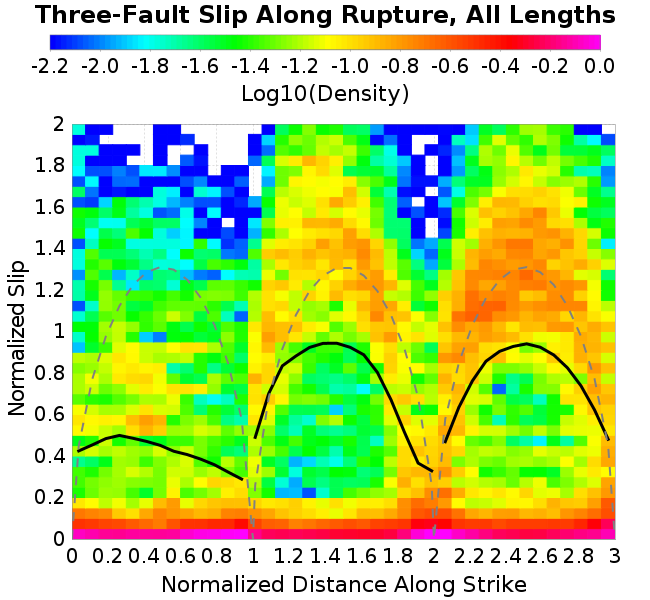 Three-Fault Slip Along Rupture, All Lengths
-2.2 -2.0 -1.8 -1.6 -1.4 -1.2 -1.0 -0.8 -0.6 -0.4 -0.2 0.0
Log10(Density)
2
1.8
1.6
1.4
1.2
1
0.8
0.6
0.4
0.2
0
Normalized Slip
0 0.2 0.4 0.6 0.8 1 1.2 1.4 1.6 1.8 2 2.2 2.4 2.6 2.8 3
Normalized Distance Along Strike